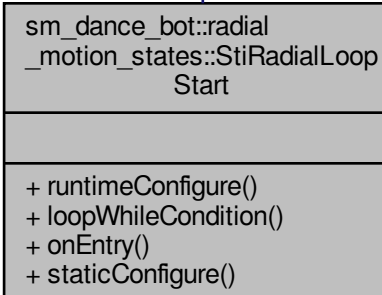 sm_dance_bot::radial
_motion_states::StiRadialLoop
Start
+ runtimeConfigure()
+ loopWhileCondition()
+ onEntry()
+ staticConfigure()